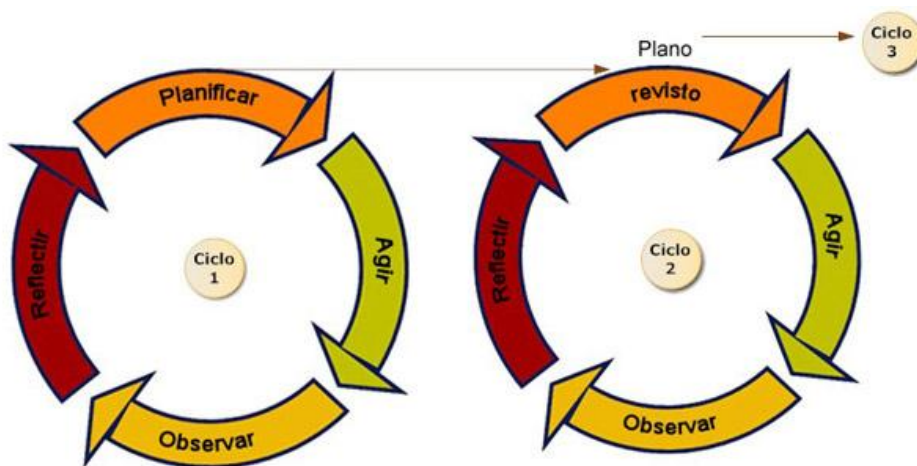 Planificar
Agir
Observar
Reflectir
Ciclo
1
Plano
revisto
Agir
Observar
Reflectir
Ciclo
2
Ciclo
3